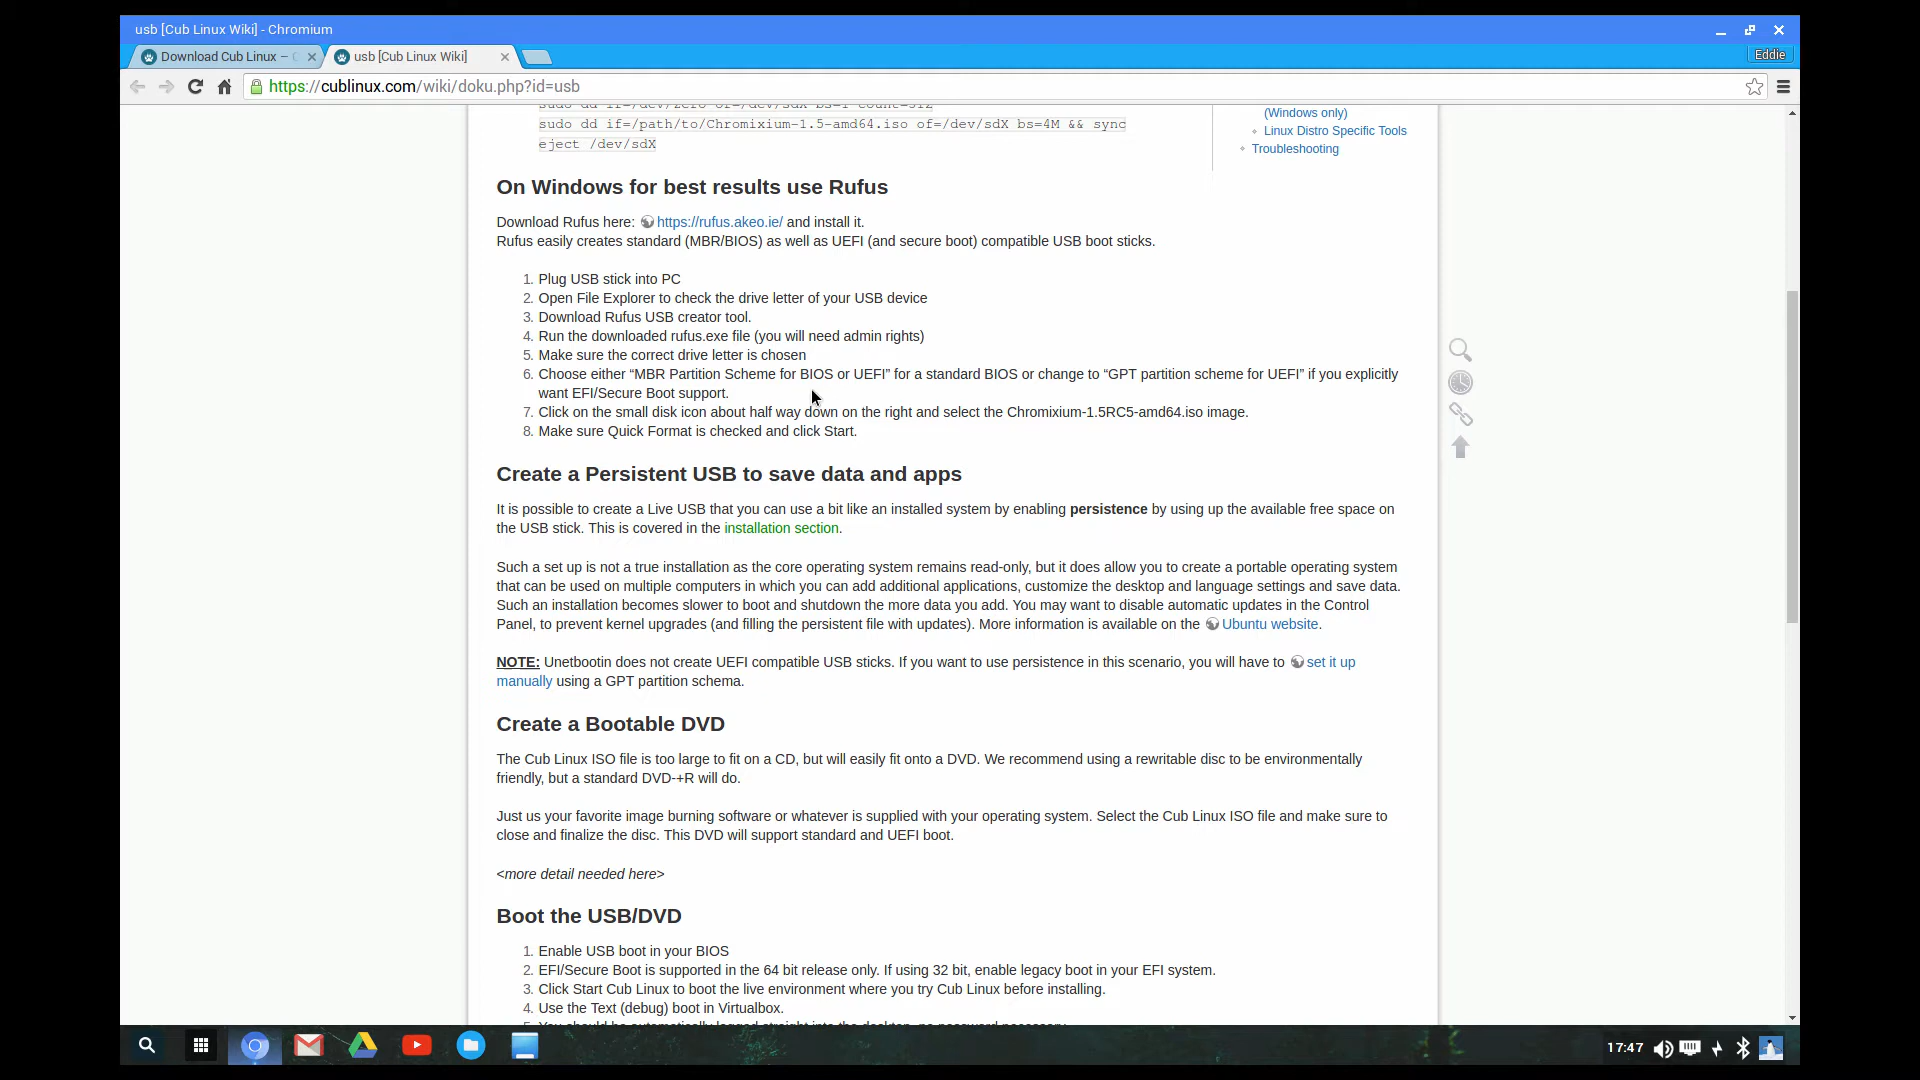 usb [Cub Linux Wiki] - Chromium
Download Cub Linux –
usb [Cub Linux Wiki]
Eddie
https://cublinux.com/wiki/doku.php?id=usb
sudo dd if=/dev/zero of=/dev/sdX bs=1 count=512
sudo dd if=/path/to/Chromixium-1.5-amd64.iso of=/dev/sdX bs=4M && sync
eject /dev/sdX
(Windows only)
Linux Distro Specific Tools
Troubleshooting
On Windows for best results use Rufus
Download Rufus here: https://rufus.akeo.ie/ and install it.
Rufus easily creates standard (MBR/BIOS) as well as UEFI (and secure boot) compatible USB boot sticks.
1. Plug USB stick into PC
2. Open File Explorer to check the drive letter of your USB device
3. Download Rufus USB creator tool.
4. Run the downloaded rufus.exe file (you will need admin rights)
5. Make sure the correct drive letter is chosen
6. Choose either “MBR Partition Scheme for BIOS or UEFI” for a standard BIOS or change to “GPT partition scheme for UEFI” if you explicitly
want EFI/Secure Boot support.
7. Click on the small disk icon about half way down on the right and select the Chromixium-1.5RC5-amd64.iso image.
8. Make sure Quick Format is checked and click Start.
Create a Persistent USB to save data and apps
It is possible to create a Live USB that you can use a bit like an installed system by enabling persistence by using up the available free space on
the USB stick. This is covered in the installation section.
Such a set up is not a true installation as the core operating system remains read-only, but it does allow you to create a portable operating system
that can be used on multiple computers in which you can add additional applications, customize the desktop and language settings and save data.
Such an installation becomes slower to boot and shutdown the more data you add. You may want to disable automatic updates in the Control
Panel, to prevent kernel upgrades (and filling the persistent file with updates). More information is available on the Ubuntu website.
NOTE: Unetbootin does not create UEFI compatible USB sticks. If you want to use persistence in this scenario, you will have to set it up
manually using a GPT partition schema.
Create a Bootable DVD
The Cub Linux ISO file is too large to fit on a CD, but will easily fit onto a DVD. We recommend using a rewritable disc to be environmentally
friendly, but a standard DVD-+R will do.
Just us your favorite image burning software or whatever is supplied with your operating system. Select the Cub Linux ISO file and make sure to
close and finalize the disc. This DVD will support standard and UEFI boot.
<more detail needed here>
Boot the USB/DVD
1. Enable USB boot in your BIOS
2. EFI/Secure Boot is supported in the 64 bit release only. If using 32 bit, enable legacy boot in your EFI system.
3. Click Start Cub Linux to boot the live environment where you try Cub Linux before installing.
4. Use the Text (debug) boot in Virtualbox.
5. You should be automatically logged straight into the desktop, no password necessary
17:47